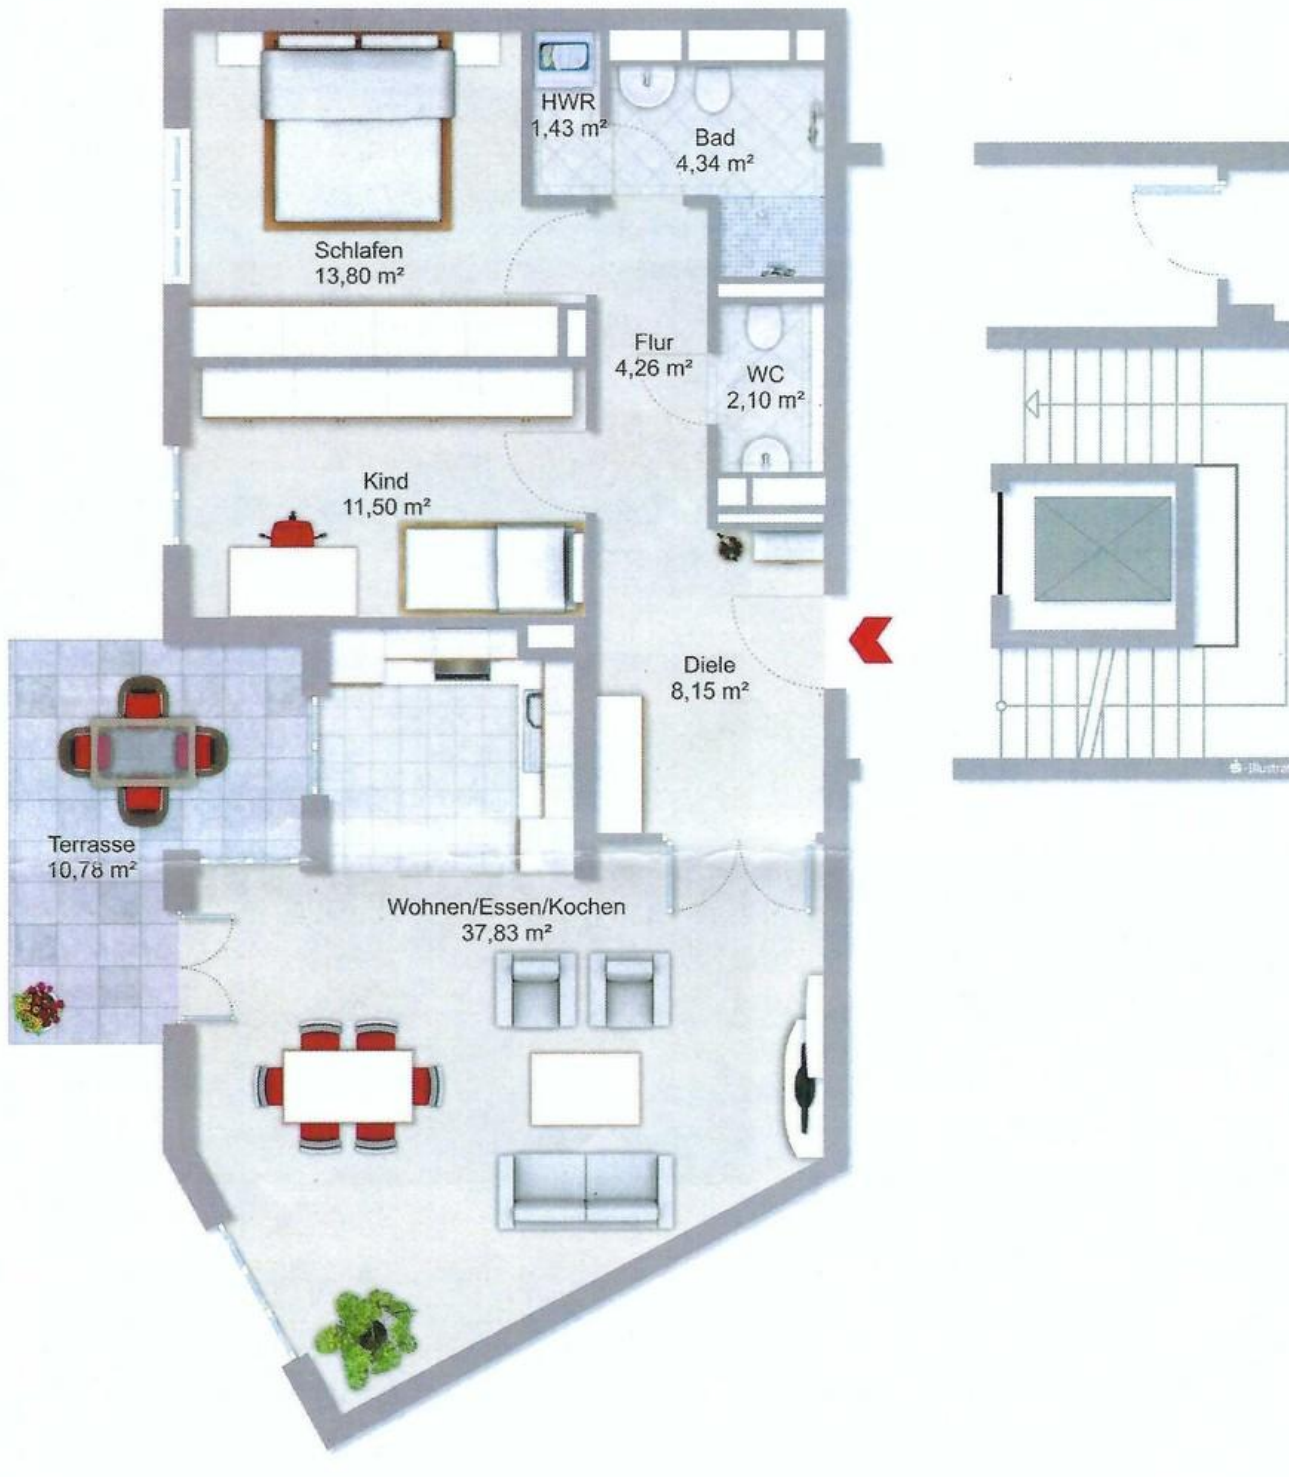 HWR
1,43 m²
Bad
4,34 m²
Schlafen
13,80 m²
Flur
4,26 m²
WC
2,10 m²
Kind
11,50 m²
Diele
8,15 m²
Terrasse
10,78 m²
Wohnen/Essen/Kochen
37,83 m²